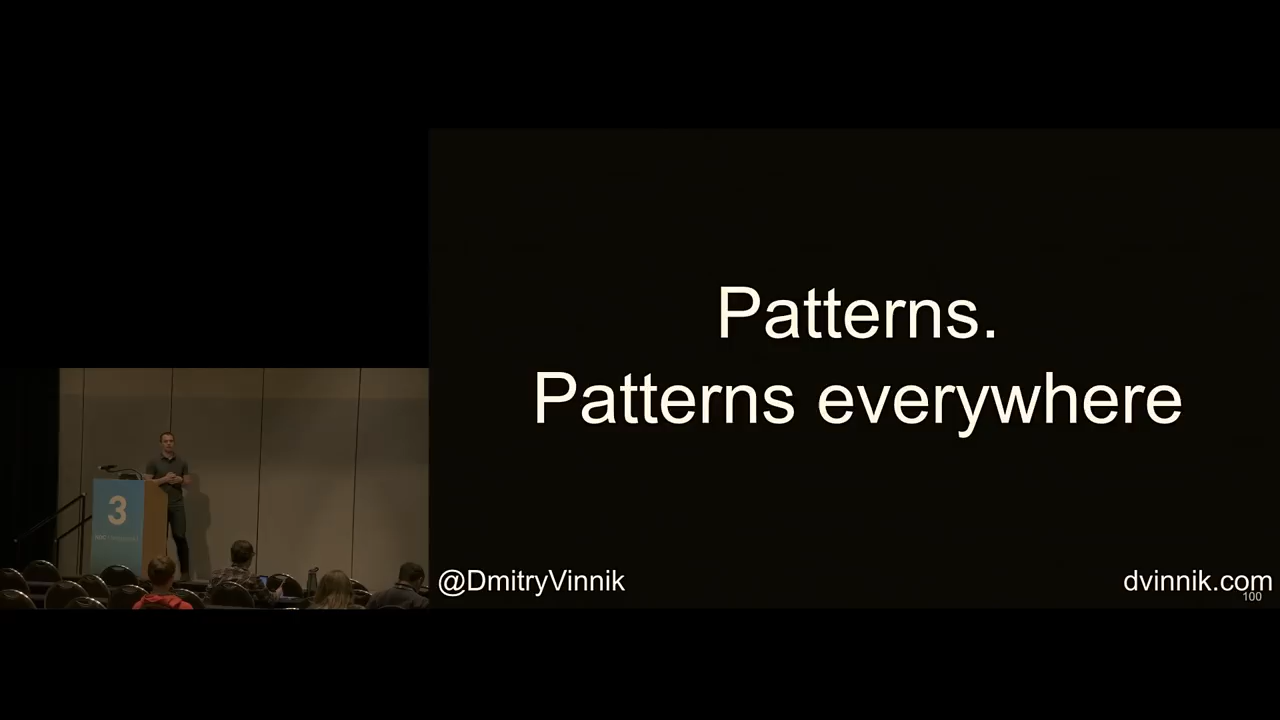 Patterns.
Patterns everywhere
@DmitryVinnik
dvinnik.com
100
3